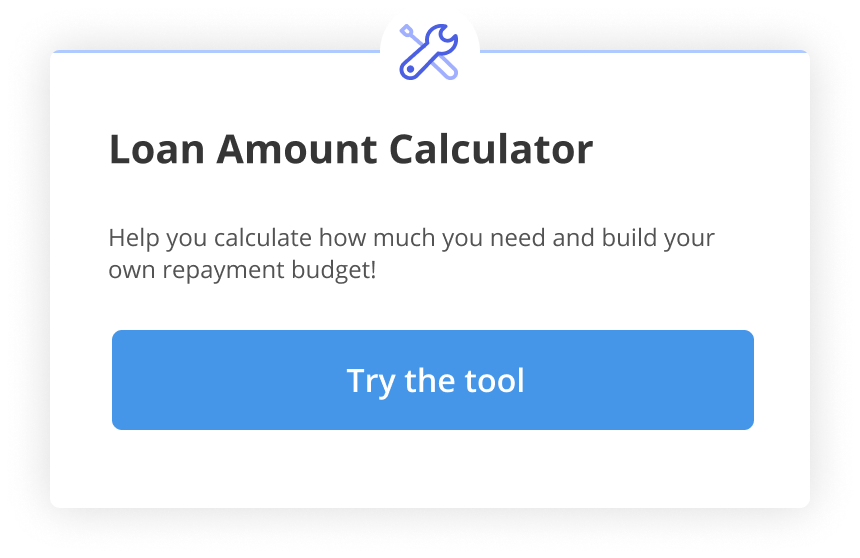 Loan Amount Calculator
Help you calculate how much you need and build your
own repayment budget!
Try the tool